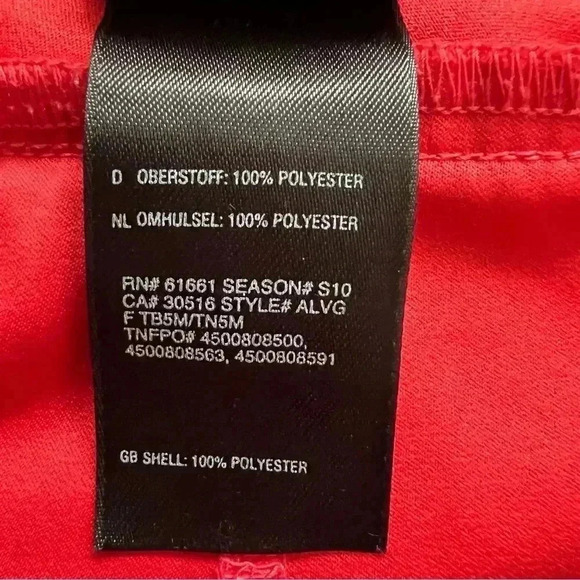 D OBERSTOFF: 100% POLYESTER
NL OMHULSEL: 100% POLYESTER
RN# 61661 SEASON# S10
CA# 30516 STYLE# ALVG
F TB5M/TN5M
TNFPO# 4500808500,
4500808563, 4500808591
GB SHELL: 100% POLYESTER